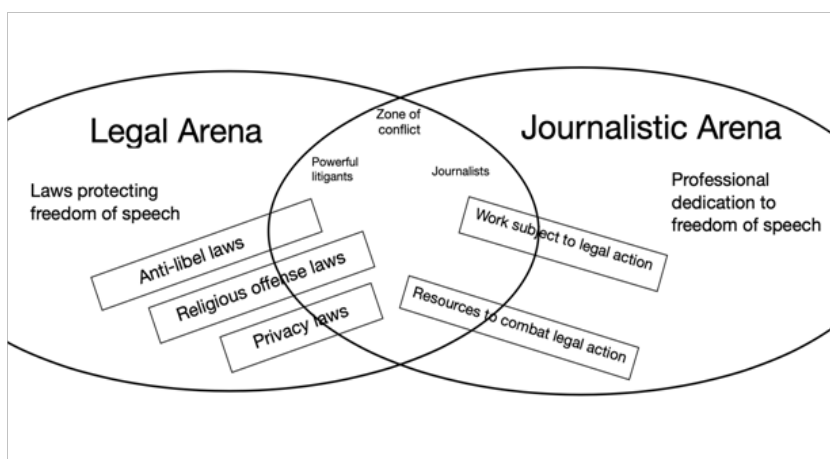 Zone of
conflict
Legal Arena
Journalistic Arena
Powerful
litigants
Journalists
Laws protecting
freedom of speech
Professional
dedication to
freedom of speech
Anti-libel laws
Religious offense laws
Privacy laws
Work subject to legal action
Resources to combat legal action